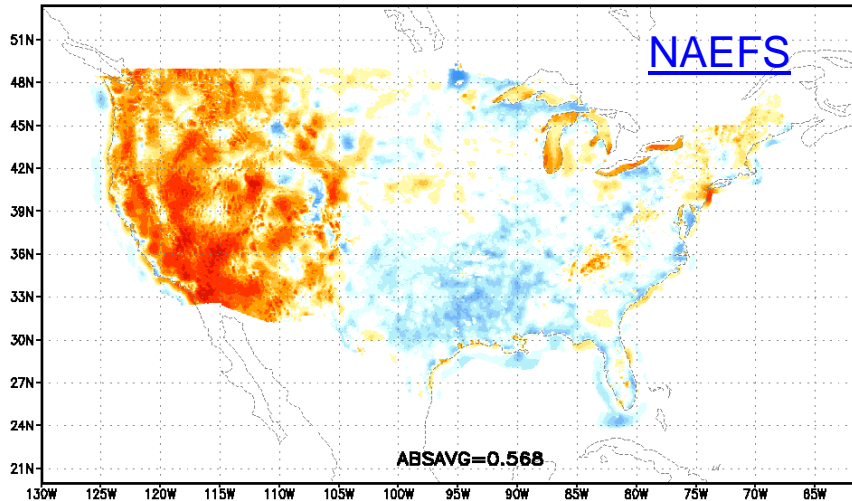 51N
NAEFS
48N
45N
42N
39N
36N
33N
30N
27N
24N
ABSAVG=0.568
21N
130W 125W 120W 115W 110W 105W 100W 95W 90W 85W 80W 75W 70W 65W